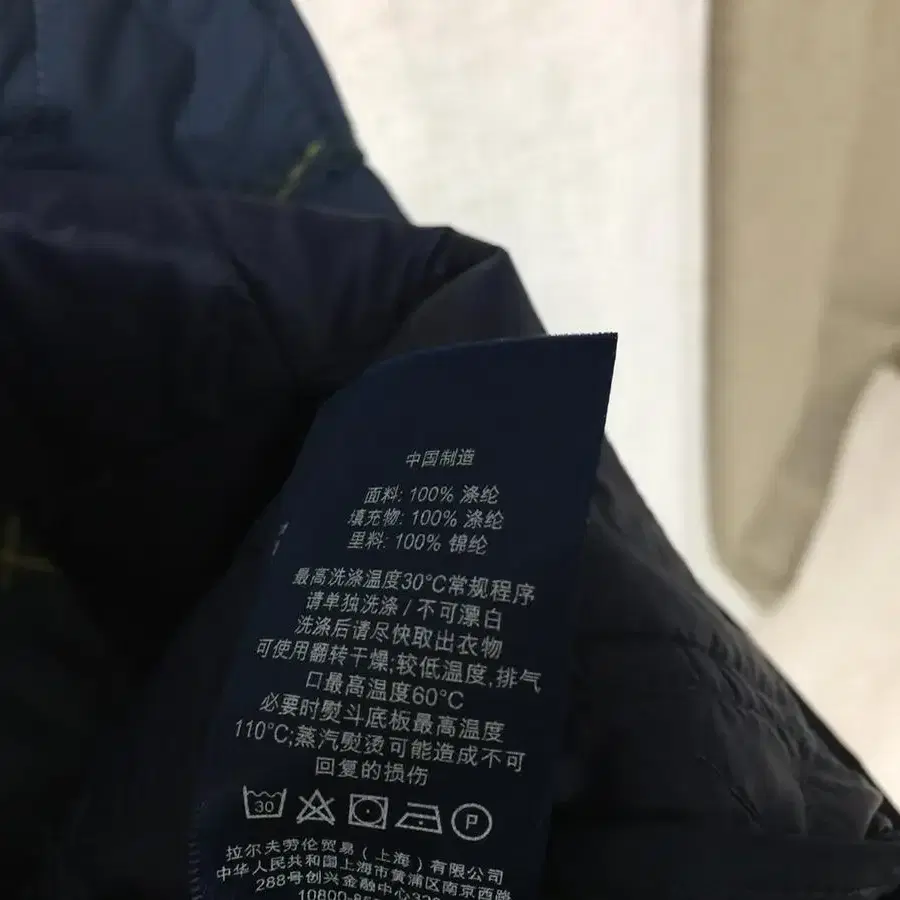 中国制造
面料: 100% 涤纶
填充物: 100% 涤纶
里料: 100% 锦纶
最高洗涤温度30°C常规程序
请单独洗涤 / 不可漂白
洗涤后请尽快取出衣物
可使用翻转干燥;较低温度,排气
口最高温度60°C
必要时熨斗底板最高温度
110°C;蒸汽熨烫可能造成不可
回复的损伤
30
P
拉尔夫劳伦贸易 ( 上海 ) 有限公司
中华人民共和国上海市黄浦区南京西路
288号创兴金融中心
10800-